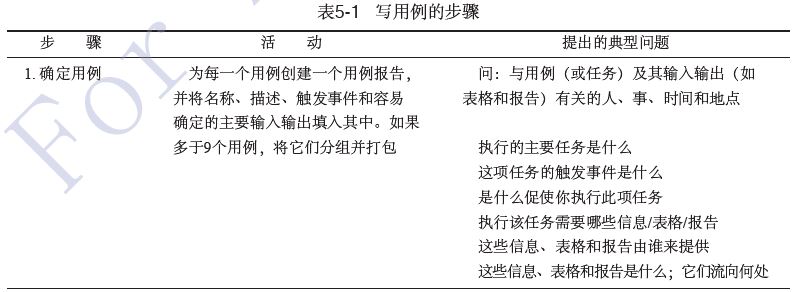 表5-1 写用例的步骤
步 骤 活 动 提出的典型问题
1. 确定用例 为每一个用例创建一个用例报告， 问：与用例（或任务）及其输入输出（如
并将名称、描述、触发事件和容易 表格和报告）有关的人、事、时间和地点
确定的主要输入输出填入其中。如果
多于9个用例，将它们分组并打包 执行的主要任务是什么
这项任务的触发事件是什么
是什么促使你执行此项任务
执行该任务需要哪些信息/表格/报告
这些信息、表格和报告由谁来提供
这些信息、表格和报告是什么；它们流向何处
For